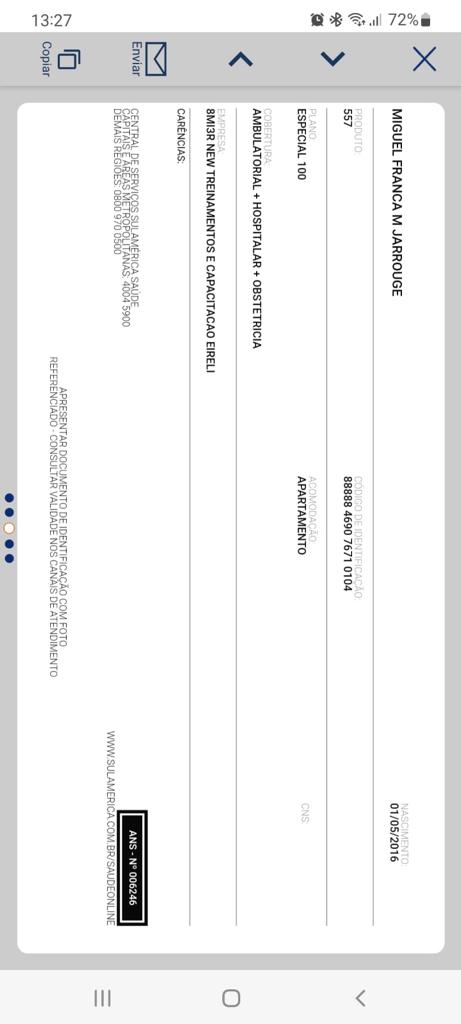 13:27
72%
Copiar
Enviar
MIGUEL FRANCA M JARROUGE
NASCIMENTO:
01/05/2016
PRODUTO:
557
CÓDIGO DE IDENTIFICAÇÃO:
88888 4690 7671 0104
PLANO:
ESPECIAL 100
ACOMODAÇÃO:
APARTAMENTO
CNS:
COBERTURA:
AMBULATORIAL + HOSPITALAR + OBSTETRICIA
EMPRESA:
8MI3R NEW TREINAMENTOS E CAPACITACAO EIRELI
CARÊNCIAS:
CENTRAL DE SERVIÇOS SULAMÉRICA SAÚDE
CAPITAIS E ÁREAS METROPOLITANAS: 4004 5900
DEMAIS REGIÕES: 0800 970 0500
ANS - Nº 006246
WWW.SULAMERICA.COM.BR/SAUDEONLINE
APRESENTAR DOCUMENTO DE IDENTIFICAÇÃO COM FOTO
REFERENCIADO - CONSULTAR VALIDADE NOS CANAIS DE ATENDIMENTO